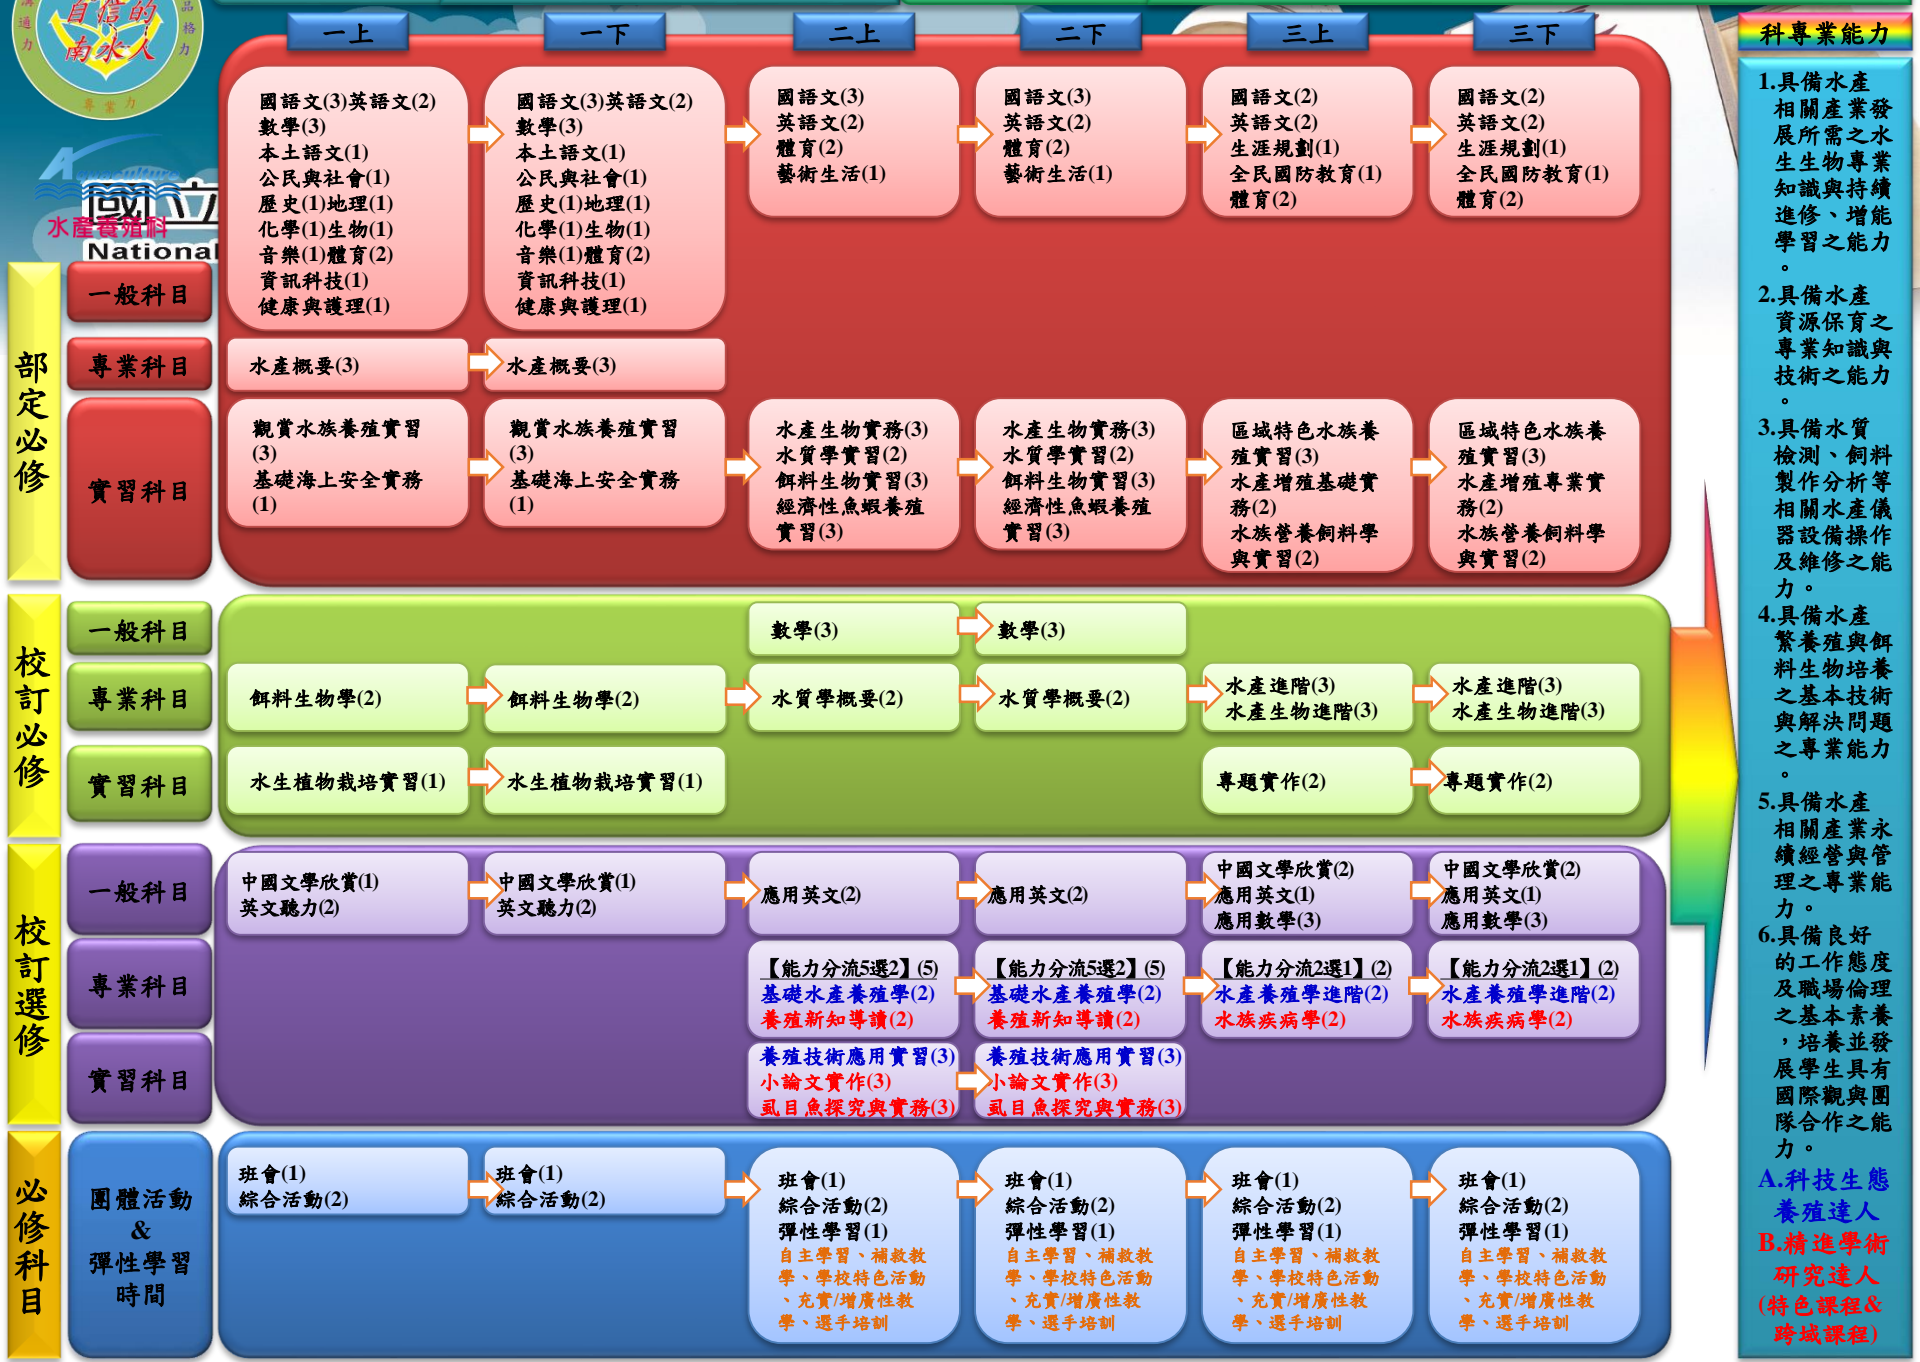 溝通力
自信的
南水人
品格力
專業力
Aquaculture
國立
水產養殖科
National
一上
一下
二上
二下
三上
三下
科專業能力
部定必修
一般科目
國語文(3)英語文(2)
數學(3)
本土語文(1)
公民與社會(1)
歷史(1)地理(1)
化學(1)生物(1)
音樂(1)體育(2)
資訊科技(1)
健康與護理(1)
國語文(3)英語文(2)
數學(3)
本土語文(1)
公民與社會(1)
歷史(1)地理(1)
化學(1)生物(1)
音樂(1)體育(2)
資訊科技(1)
健康與護理(1)
國語文(3)
英語文(2)
體育(2)
藝術生活(1)
國語文(3)
英語文(2)
體育(2)
藝術生活(1)
國語文(2)
英語文(2)
生涯規劃(1)
全民國防教育(1)
體育(2)
國語文(2)
英語文(2)
生涯規劃(1)
全民國防教育(1)
體育(2)
專業科目
水產概要(3)
水產概要(3)
實習科目
觀賞水族養殖實習
(3)
基礎海上安全實務
(1)
觀賞水族養殖實習
(3)
基礎海上安全實務
(1)
水產生物實務(3)
水質學實習(2)
餌料生物實習(3)
經濟性魚蝦養殖
實習(3)
水產生物實務(3)
水質學實習(2)
餌料生物實習(3)
經濟性魚蝦養殖
實習(3)
區域特色水族養
殖實習(3)
水產增殖基礎實
務(2)
水族營養飼料學
與實習(2)
區域特色水族養
殖實習(3)
水產增殖專業實
務(2)
水族營養飼料學
與實習(2)
校訂必修
一般科目
數學(3)
數學(3)
專業科目
餌料生物學(2)
餌料生物學(2)
水質學概要(2)
水質學概要(2)
水產進階(3)
水產生物進階(3)
水產進階(3)
水產生物進階(3)
實習科目
水生植物栽培實習(1)
水生植物栽培實習(1)
專題實作(2)
專題實作(2)
校訂選修
一般科目
中國文學欣賞(1)
英文聽力(2)
中國文學欣賞(1)
英文聽力(2)
應用英文(2)
應用英文(2)
中國文學欣賞(2)
應用英文(1)
應用數學(3)
中國文學欣賞(2)
應用英文(1)
應用數學(3)
專業科目
【能力分流5選2】(5)
基礎水產養殖學(2)
養殖新知導讀(2)
【能力分流5選2】(5)
基礎水產養殖學(2)
養殖新知導讀(2)
【能力分流2選1】(2)
水產養殖學進階(2)
水族疾病學(2)
【能力分流2選1】(2)
水產養殖學進階(2)
水族疾病學(2)
實習科目
養殖技術應用實習(3)
小論文實作(3)
虱目魚探究與實務(3)
養殖技術應用實習(3)
小論文實作(3)
虱目魚探究與實務(3)
必修科目
團體活動
&
彈性學習
時間
班會(1)
綜合活動(2)
班會(1)
綜合活動(2)
班會(1)
綜合活動(2)
彈性學習(1)
自主學習、補救教
學、學校特色活動
、充實/增廣性教
學、選手培訓
班會(1)
綜合活動(2)
彈性學習(1)
自主學習、補救教
學、學校特色活動
、充實/增廣性教
學、選手培訓
班會(1)
綜合活動(2)
彈性學習(1)
自主學習、補救教
學、學校特色活動
、充實/增廣性教
學、選手培訓
班會(1)
綜合活動(2)
彈性學習(1)
自主學習、補救教
學、學校特色活動
、充實/增廣性教
學、選手培訓
1.具備水產
相關產業發
展所需之水
生生物專業
知識與持續
進修、增能
學習之能力
。
2.具備水產
資源保育之
專業知識與
技術之能力
。
3.具備水質
檢測、飼料
製作分析等
相關水產儀
器設備操作
及維修之能
力。
4.具備水產
繁養殖與餌
料生物培養
之基本技術
與解決問題
之專業能力
。
5.具備水產
相關產業永
續經營與管
理之專業能
力。
6.具備良好
的工作態度
及職場倫理
之基本素養
，培養並發
展學生具有
國際觀與團
隊合作之能
力。
A.科技生態
養殖達人
B.精進學術
研究達人
(特色課程&
跨域課程)